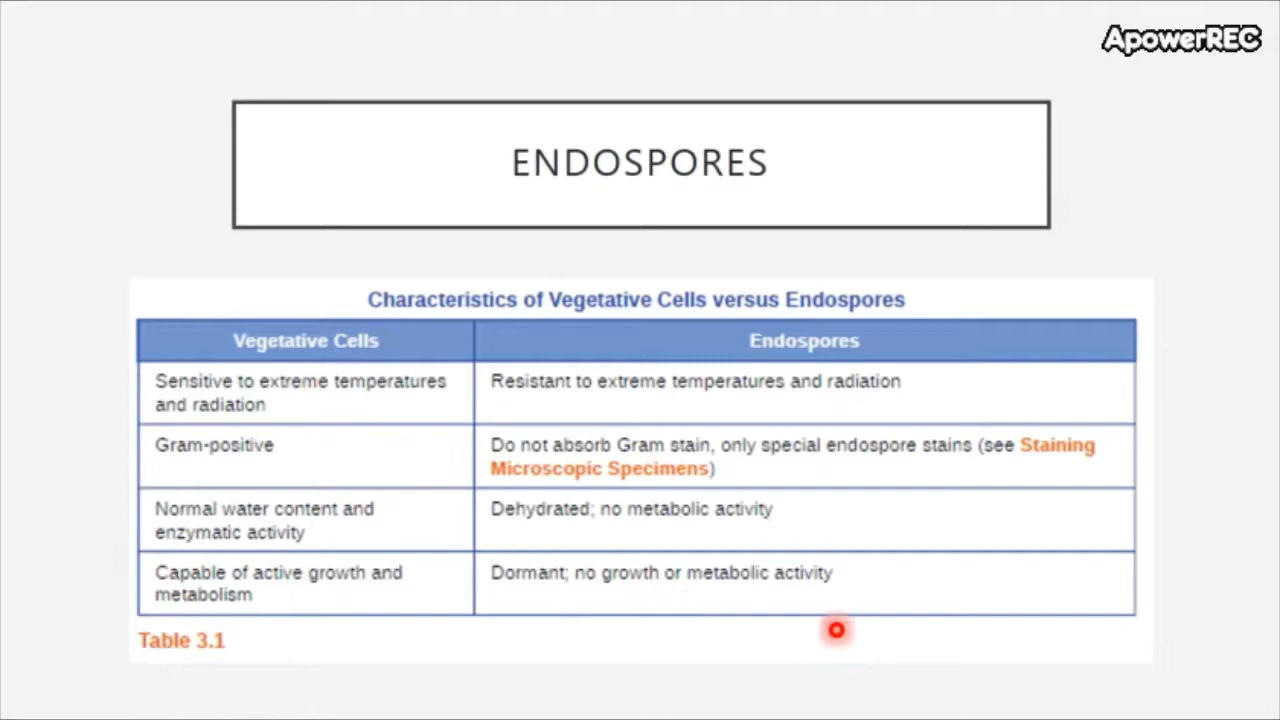 ApowerREC
ENDOSPORES
Characteristics of Vegetative Cells versus Endospores
Vegetative Cells
Endospores
Sensitive to extreme temperatures
and radiation
Resistant to extreme temperatures and radiation
Gram-positive
Do not absorb Gram stain, only special endospore stains (see Staining
Microscopic Specimens)
Normal water content and
enzymatic activity
Dehydrated; no metabolic activity
Capable of active growth and
metabolism
Dormant; no growth or metabolic activity
Table 3.1